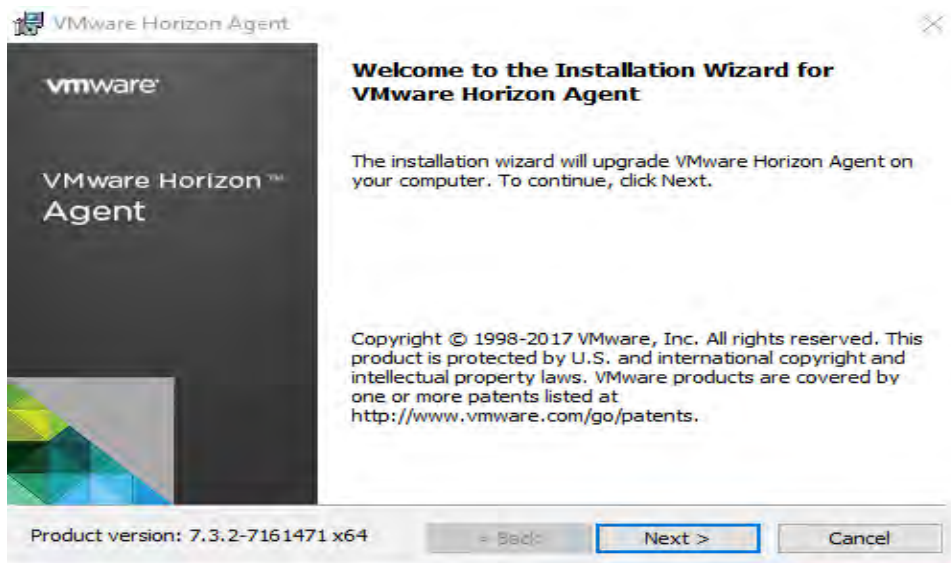 VMware Horizon Agent
vmware
VMware Horizon™
Agent
Welcome to the Installation Wizard for
VMware Horizon Agent
The installation wizard will upgrade VMware Horizon Agent on
your computer. To continue, click Next.
Copyright © 1998-2017 VMware, Inc. All rights reserved. This
product is protected by U.S. and international copyright and
intellectual property laws. VMware products are covered by
one or more patents listed at
http://www.vmware.com/go/patents.
Product version: 7.3.2-7161471 x64
< Back
Next >
Cancel